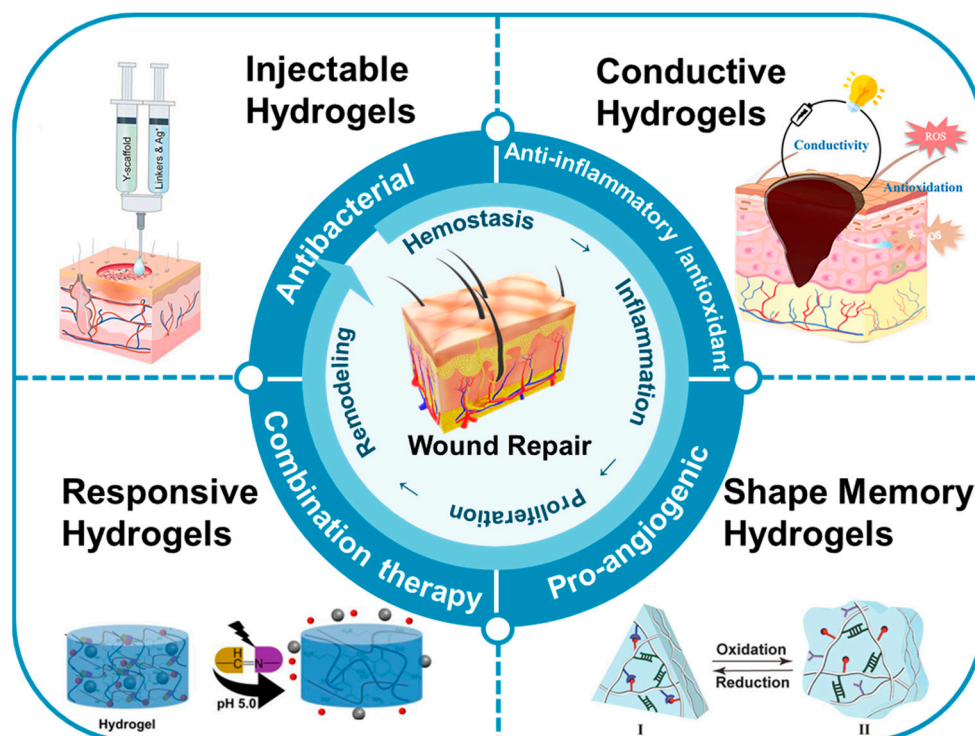 Injectable
Hydrogels
Y-scaffold
Linkers & Ag⁺
Conductive
Hydrogels
Conductivity
ROS
Antioxidation
Antibacterial
Anti-inflammatory /antioxidant
Pro-angiogenic
Combination therapy
Hemostasis
→
Inflammation
→
Proliferation
→
Remodeling
Wound Repair
Responsive
Hydrogels
H
C=N
pH 5.0
Hydrogel
Shape Memory
Hydrogels
Oxidation
Reduction
I
II